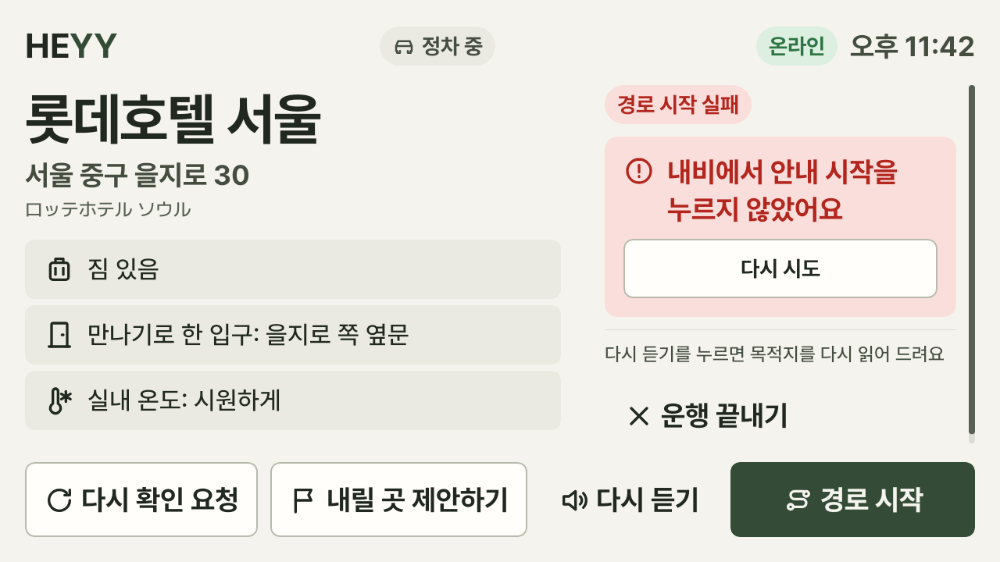 HEYY
정차 중
온라인
오후 11:42
롯데호텔 서울
서울 중구 을지로 30
ロッテホテル ソウル
짐 있음
만나기로 한 입구: 을지로 쪽 옆문
실내 온도: 시원하게
경로 시작 실패
내비에서 안내 시작을
누르지 않았어요
다시 시도
다시 듣기를 누르면 목적지를 다시 읽어 드려요
운행 끝내기
다시 확인 요청
내릴 곳 제안하기
다시 듣기
경로 시작